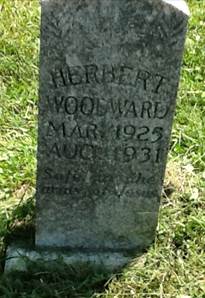 HERBERT
WOODWARD
MAR. 1925
AUG. 1931
Safe in the
arms of Jesus